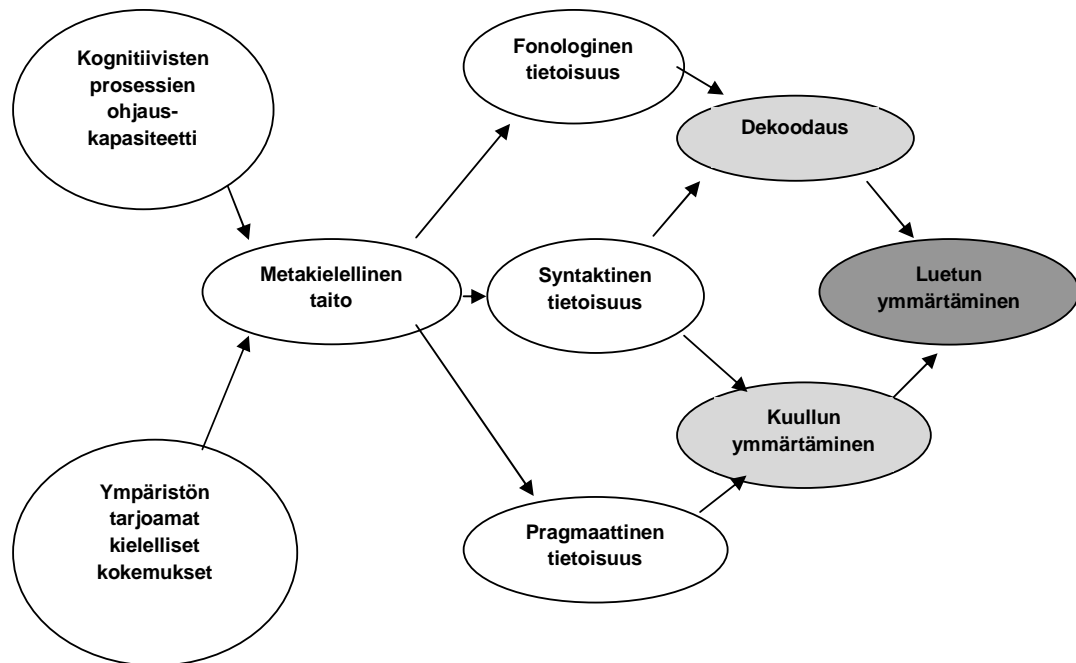 Kognitiivisten
prosessien
ohjaus-
kapasiteetti
Fonologinen
tietoisuus
Dekoodaus
Metakielellinen
taito
Syntaktinen
tietoisuus
Luetun
ymmärtäminen
Kuullun
ymmärtäminen
Ympäristön
tarjoamat
kielelliset
kokemukset
Pragmaattinen
tietoisuus